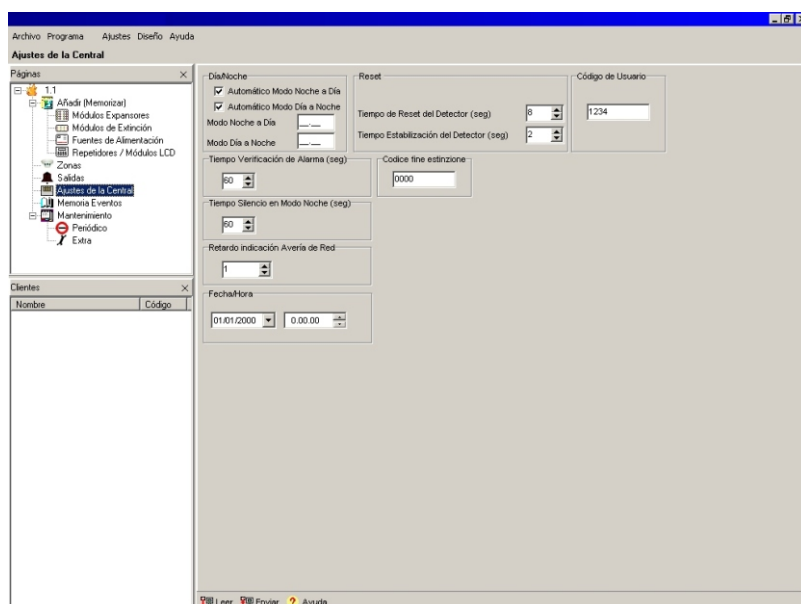 Archivo Programa Ajustes Diseño Ayuda
Ajustes de la Central
Páginas
1.1
Añadir (Memorizar)
Módulos Expansores
Módulos de Extinción
Fuentes de Alimentación
Repetidores / Módulos LCD
Zonas
Salidas
Ajustes de la Central
Memoria Eventos
Mantenimiento
Periódico
Extra
Clientes
Nombre Código
Día/Noche
Automático Modo Noche a Día
Automático Modo Día a Noche
Modo Noche a Día __.__
Modo Día a Noche __.__
Reset
Tiempo de Reset del Detector (seg) 8
Tiempo Estabilización del Detector (seg) 2
Código de Usuario
1234
Tiempo Verificación de Alarma (seg)
60
Codice fine estinzione
0000
Tiempo Silencio en Modo Noche (seg)
60
Retardo indicación Avería de Red
1
Fecha/Hora
01/01/2000 0.00.00
Leer Enviar Ayuda